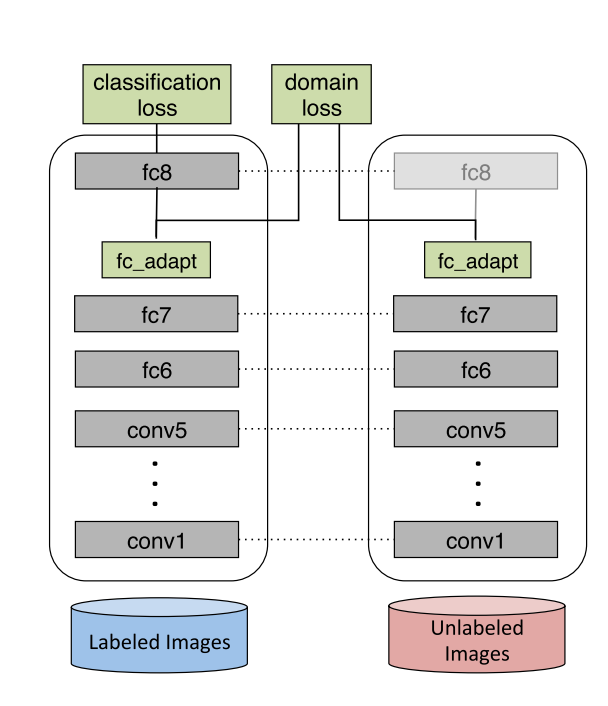 classification
loss
domain
loss
fc8
fc8
fc_adapt
fc_adapt
fc7
fc7
fc6
fc6
conv5
conv5
conv1
conv1
Labeled Images
Unlabeled
Images